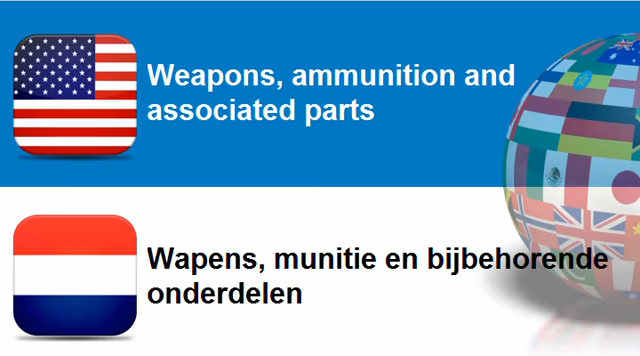 Weapons, ammunition and
associated parts
Wapens, munitie en bijbehorende
onderdelen